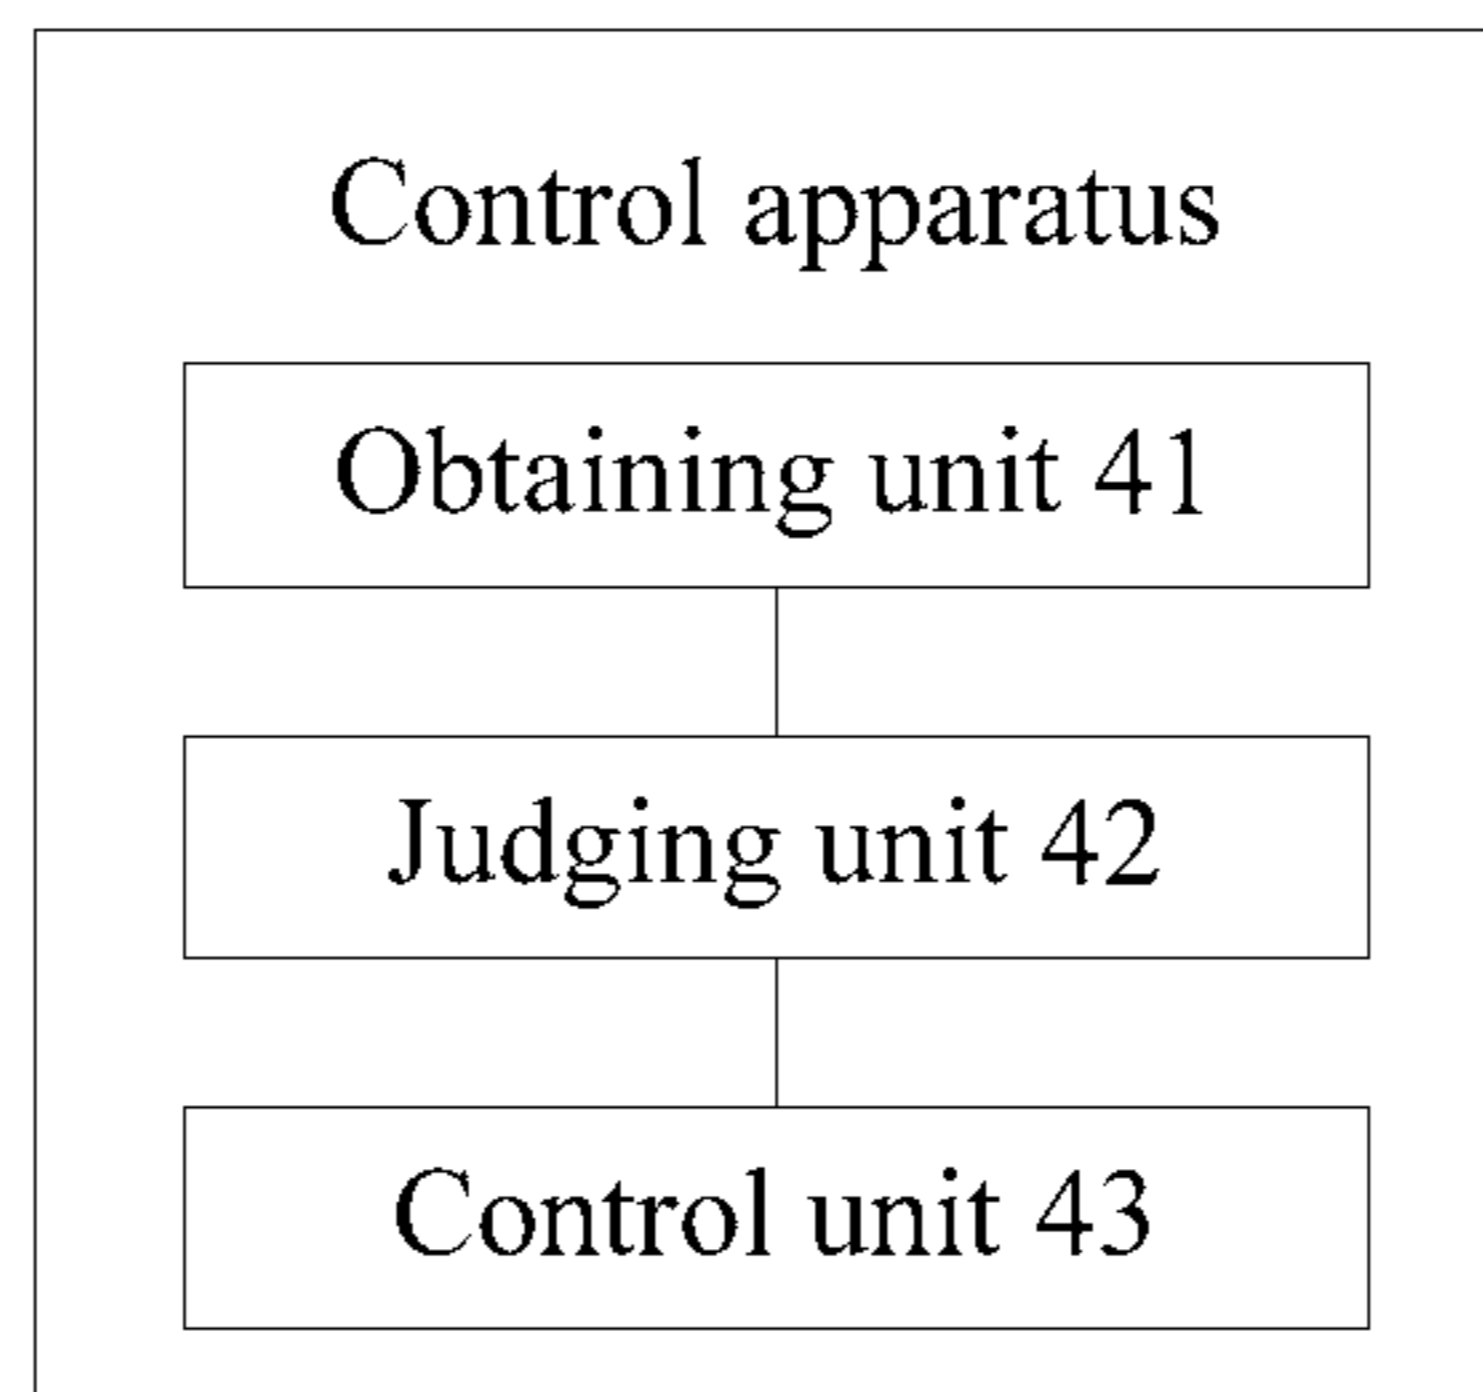 Control apparatus
Obtaining unit 41
Judging unit 42
Control unit 43